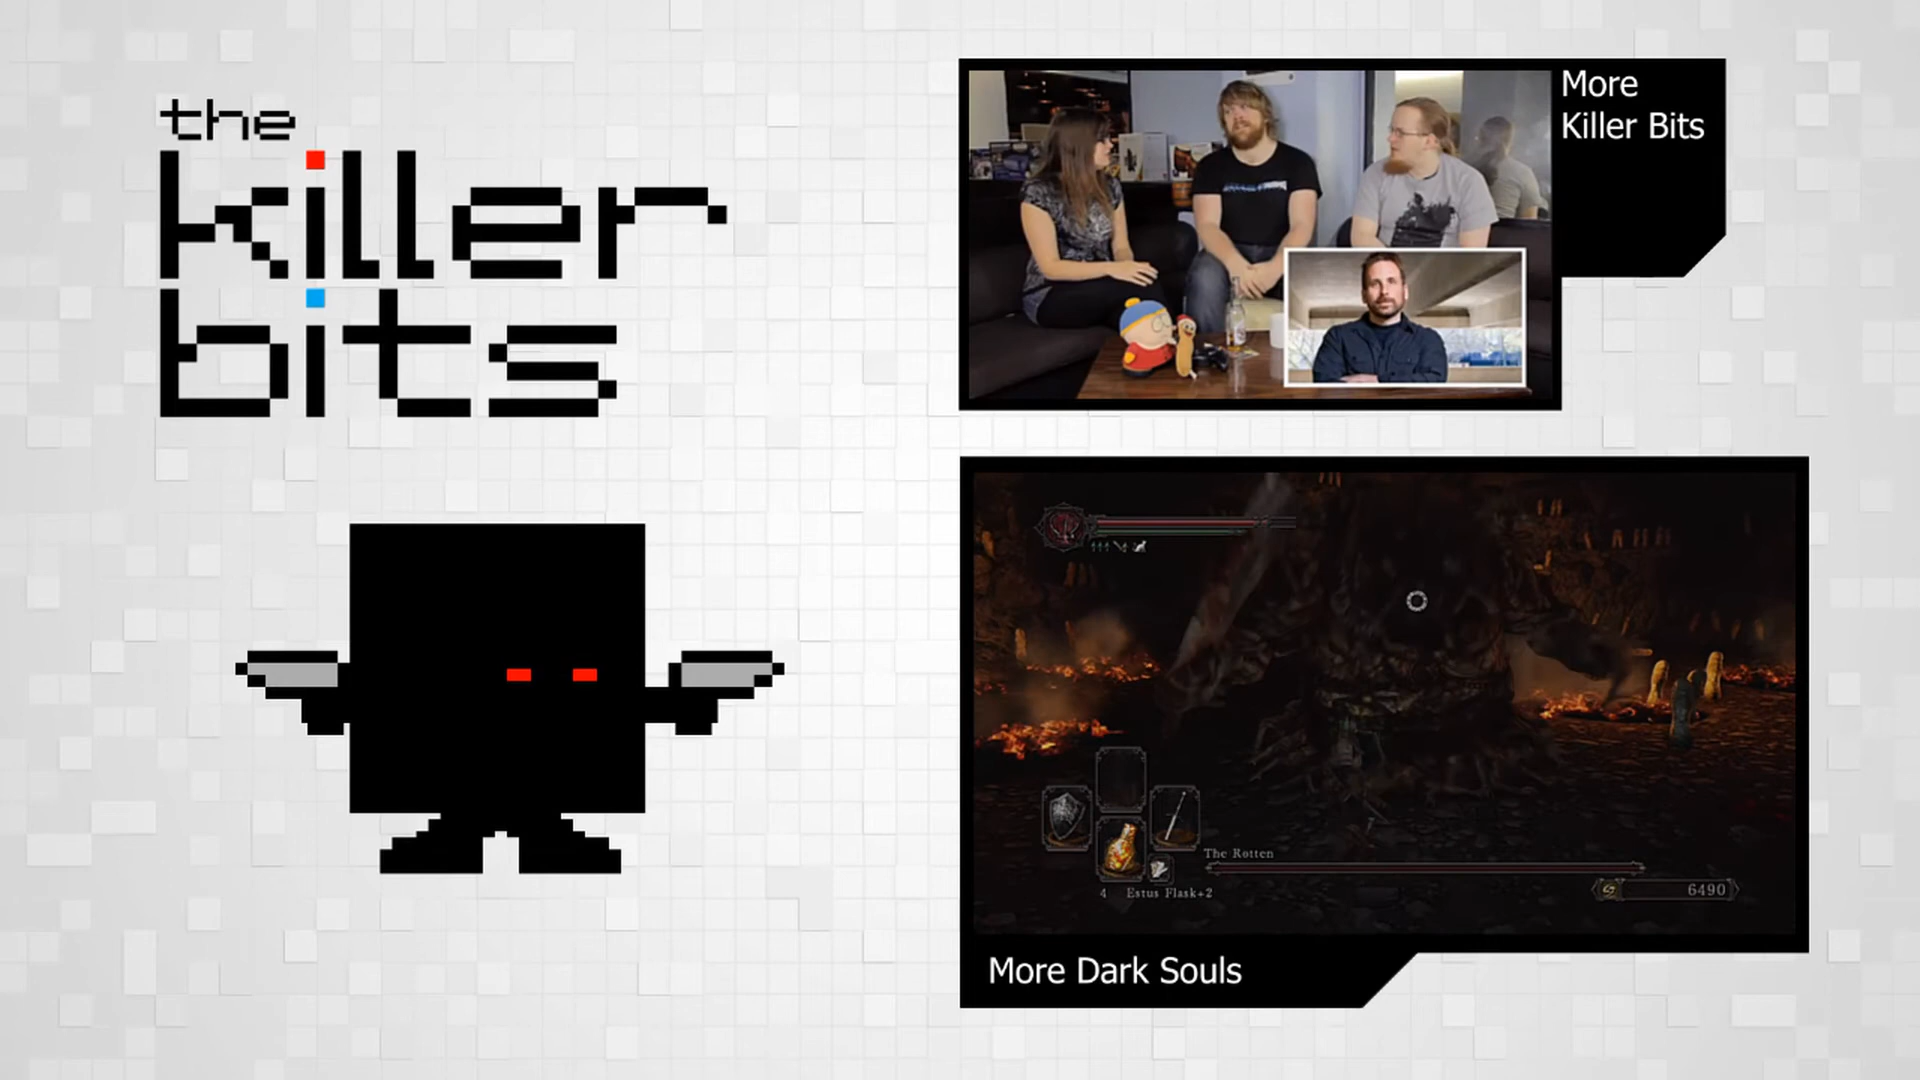 the
killer
bits
More
Killer Bits
The Rotten
4 Estus Flask+2
6490
More Dark Souls